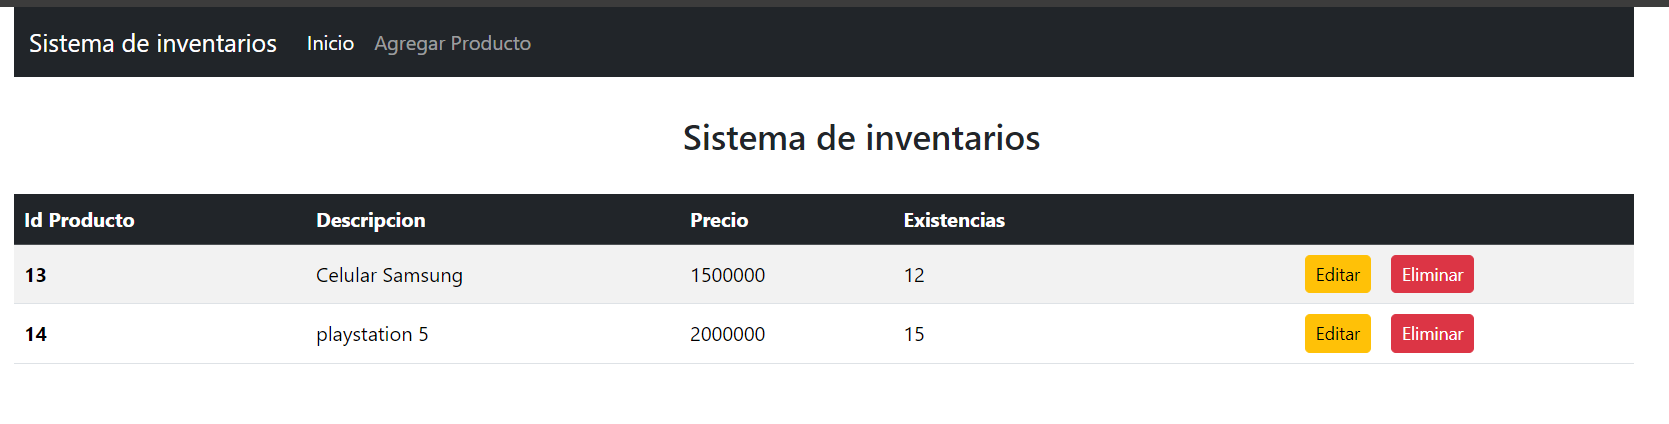 Sistema de inventarios Inicio Agregar Producto
Sistema de inventarios
Id Producto Descripcion Precio Existencias
13 Celular Samsung 1500000 12 Editar Eliminar
14 playstation 5 2000000 15 Editar Eliminar